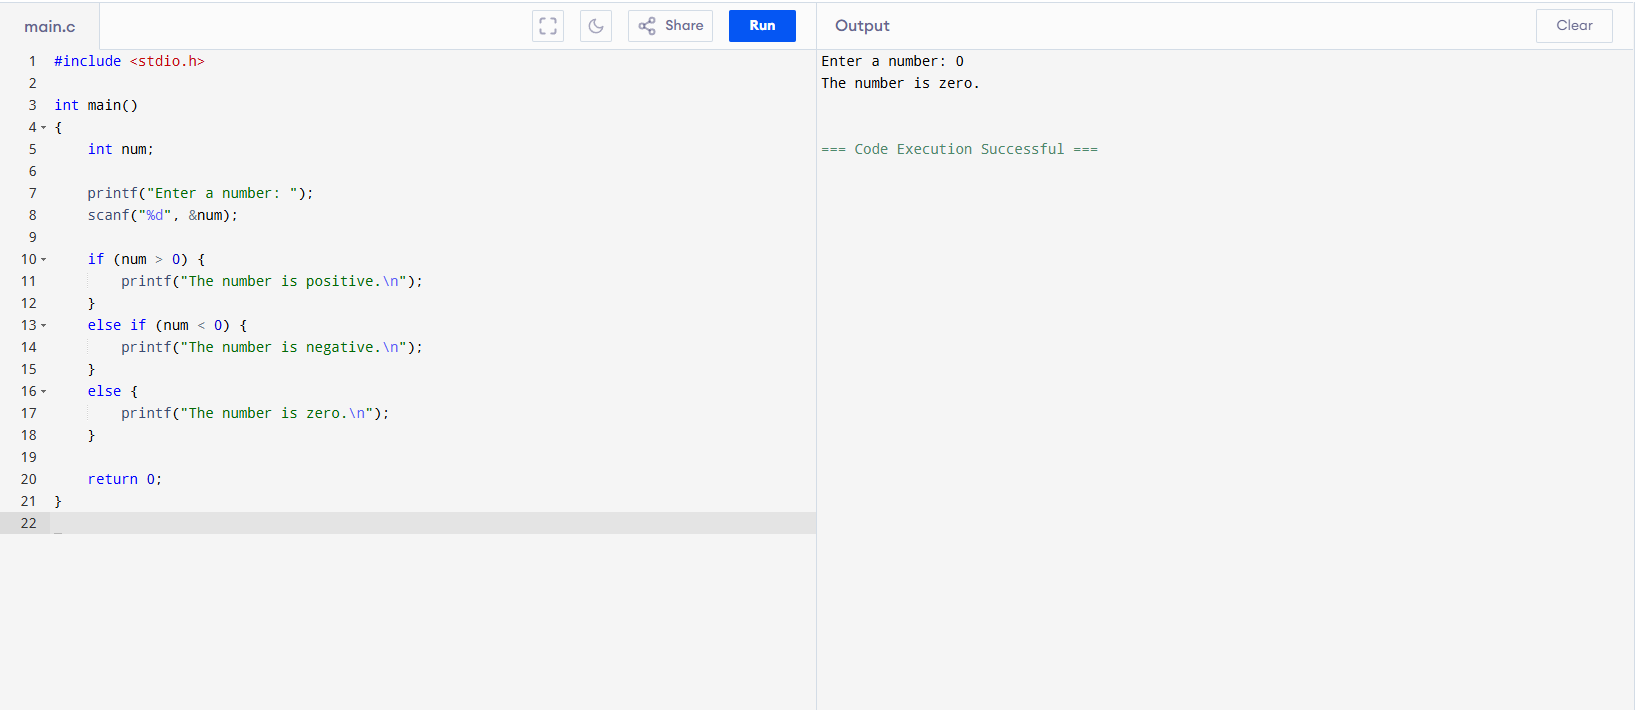 main.c
Share
Run
Output
Clear
1 #include <stdio.h>
2
3 int main()
4 {
5     int num;
6
7     printf("Enter a number: ");
8     scanf("%d", &num);
9
10     if (num > 0) {
11         printf("The number is positive.\n");
12     }
13     else if (num < 0) {
14         printf("The number is negative.\n");
15     }
16     else {
17         printf("The number is zero.\n");
18     }
19
20     return 0;
21 }
22
Enter a number: 0
The number is zero.
=== Code Execution Successful ===